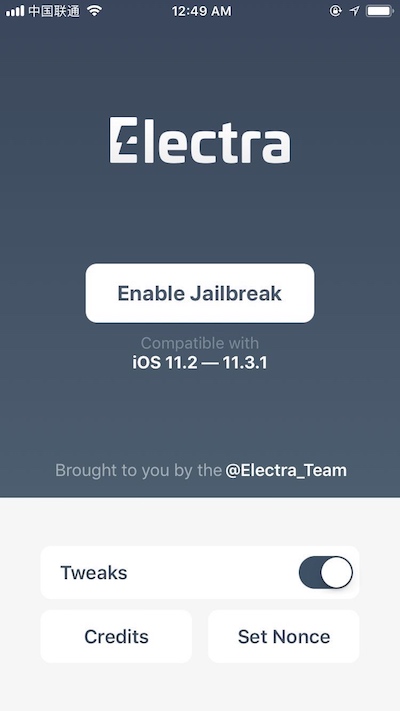 中国联通 12:49 AM
Electra
Enable Jailbreak
Compatible with
iOS 11.2 — 11.3.1
Brought to you by the @Electra_Team
Tweaks
Credits Set Nonce